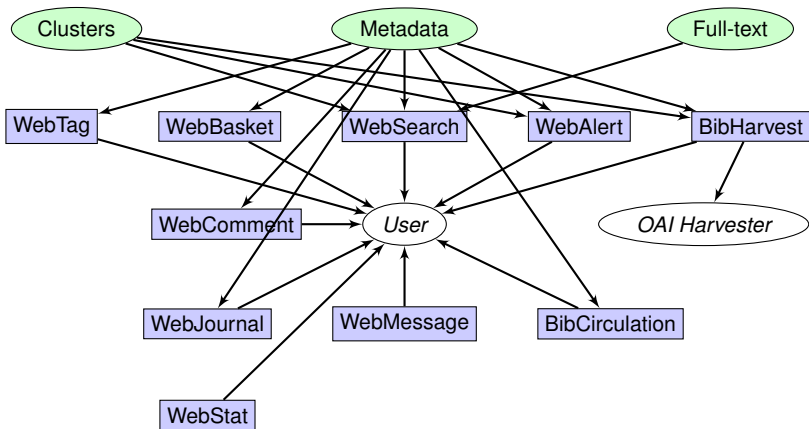 Clusters
Metadata
Full-text
WebTag
WebBasket
WebSearch
WebAlert
BibHarvest
WebComment
User
OAI Harvester
WebJournal
WebMessage
BibCirculation
WebStat